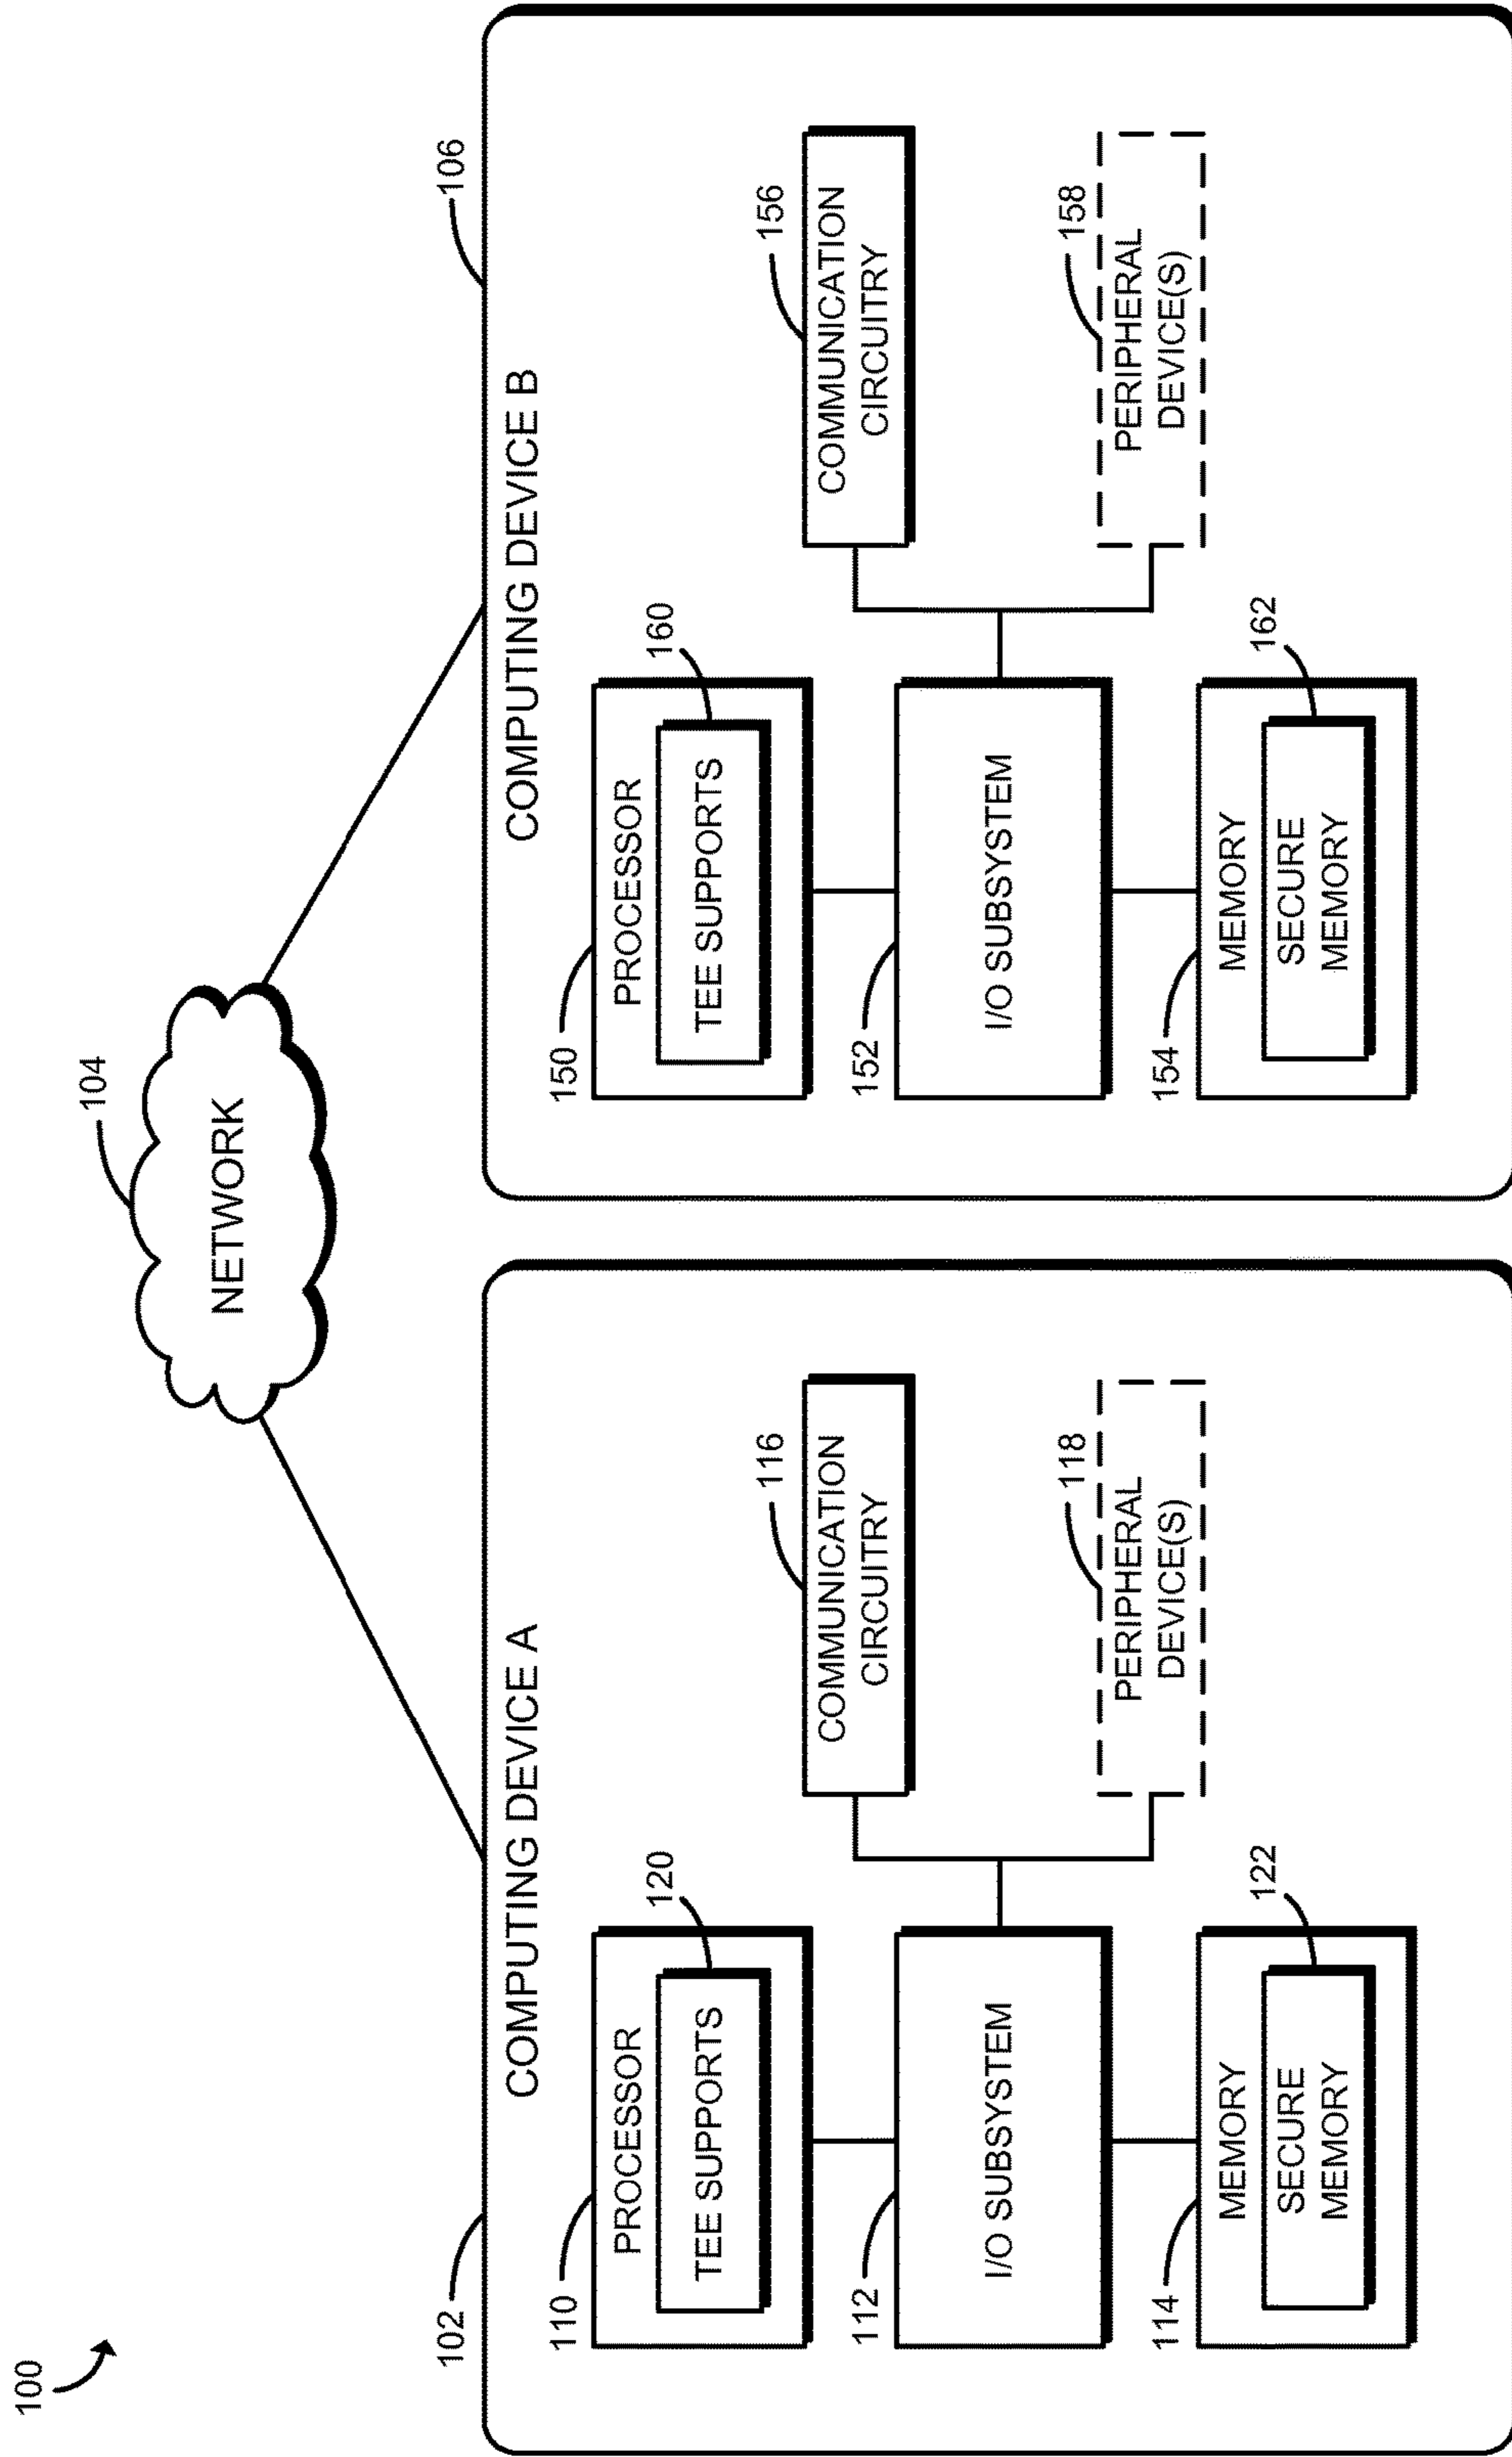 100
104
NETWORK
102
106
COMPUTING DEVICE A
110
PROCESSOR
120
TEE SUPPORTS
116
COMMUNICATION
CIRCUITRY
112
I/O SUBSYSTEM
118
PERIPHERAL
DEVICE(S)
114
MEMORY
122
SECURE
MEMORY
COMPUTING DEVICE B
150
PROCESSOR
160
TEE SUPPORTS
156
COMMUNICATION
CIRCUITRY
152
I/O SUBSYSTEM
158
PERIPHERAL
DEVICE(S)
154
MEMORY
162
SECURE
MEMORY